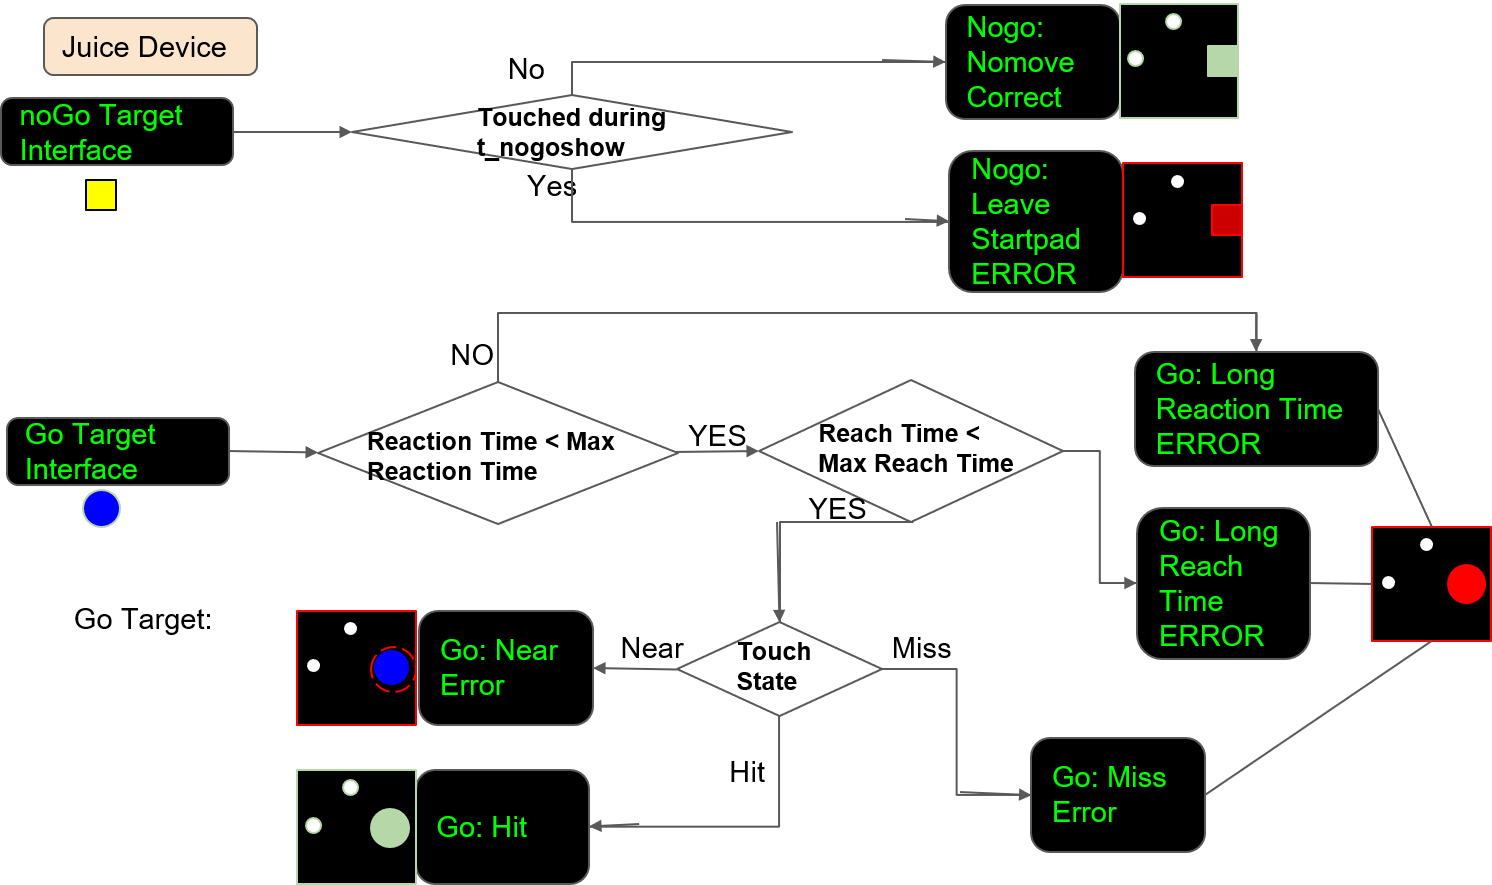 Juice Device
noGo Target
Interface
No
Touched during
t_nogoshow
Yes
Nogo:
Nomove
Correct
Nogo:
Leave
Startpad
ERROR
NO
Go Target
Interface
Reaction Time < Max
Reaction Time
YES
Reach Time <
Max Reach Time
YES
Go: Long
Reaction Time
ERROR
Go: Long
Reach
Time
ERROR
Go Target:
Go: Near
Error
Near
Touch
State
Miss
Hit
Go: Hit
Go: Miss
Error